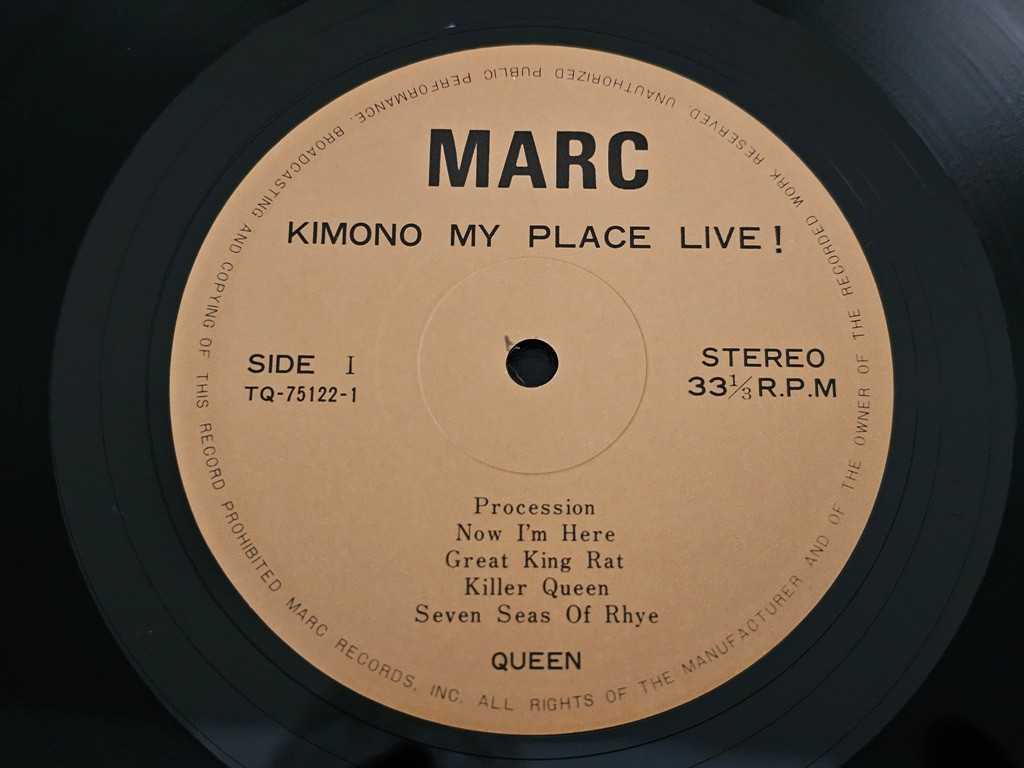 MARC
KIMONO MY PLACE LIVE!
SIDE I
TQ-75122-1
STEREO
33⅓ R.P.M
Procession
Now I'm Here
Great King Rat
Killer Queen
Seven Seas Of Rhye
QUEEN
MARC RECORDS, INC. ALL RIGHTS OF THE MANUFACTURER AND OF THE OWNER OF THE RECORDED WORK RESERVED. UNAUTHORIZED PUBLIC PERFORMANCE. BROADCASTING AND COPYING OF THIS RECORD PROHIBITED